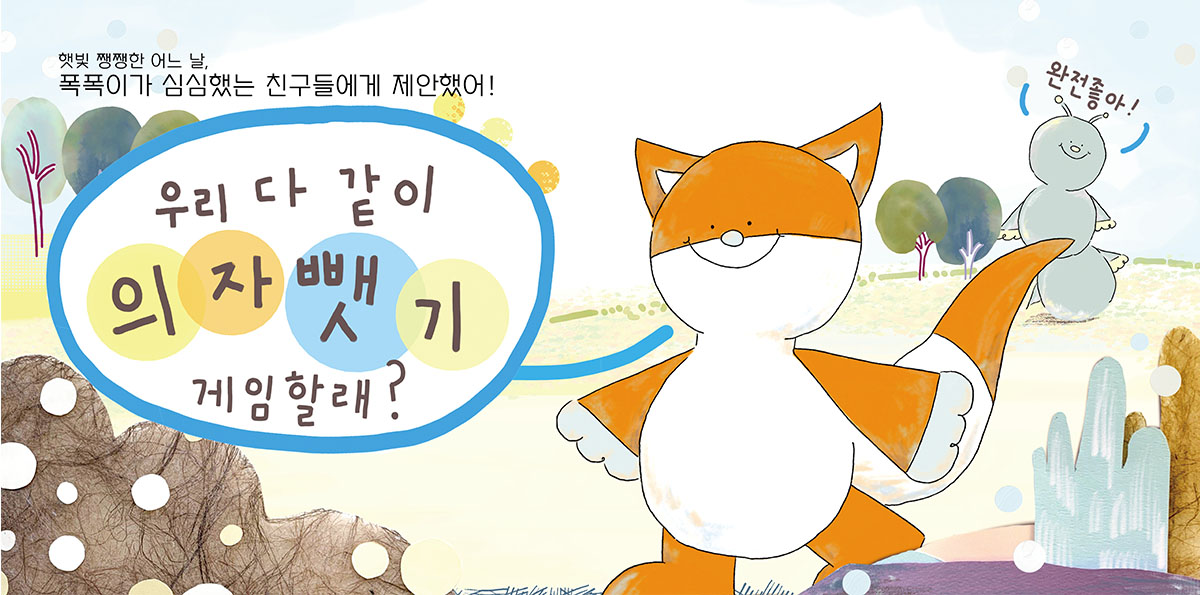 햇빛 쨍쨍한 어느 날,
폭폭이가 심심했는 친구들에게 제안했어!
우리 다 같이
의자뺏기
게임할래?
완전좋아!